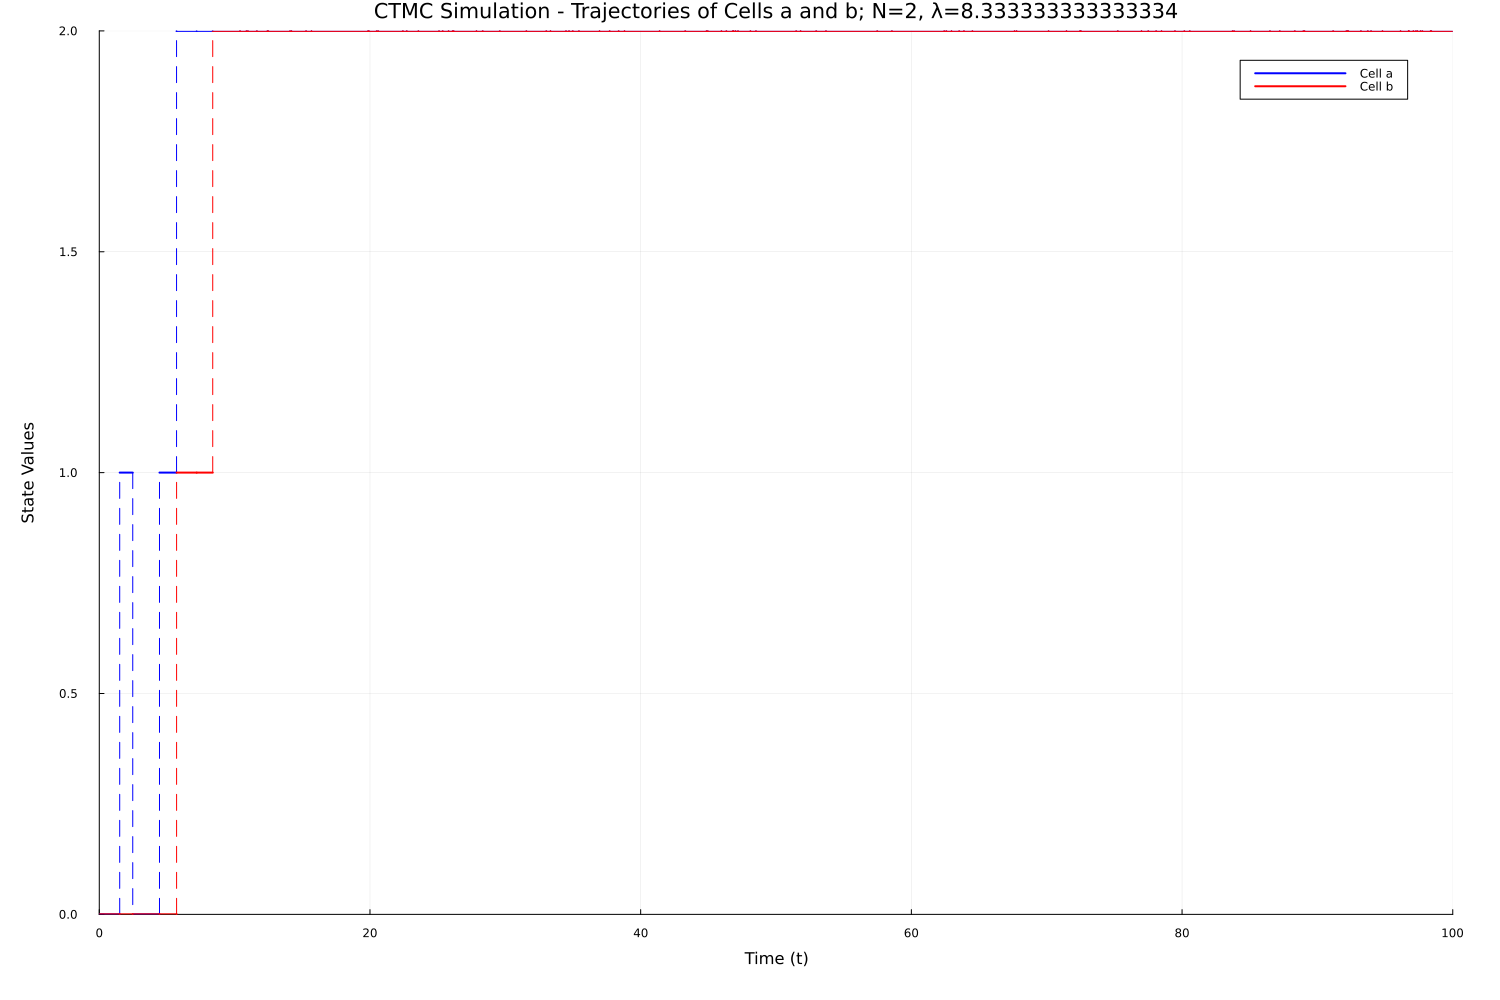 CTMC Simulation - Trajectories of Cells a and b; N=2, λ=8.333333333333334
Cell a
Cell b
State Values
2.0
1.5
1.0
0.5
0.0
0
20
40
60
80
100
Time (t)